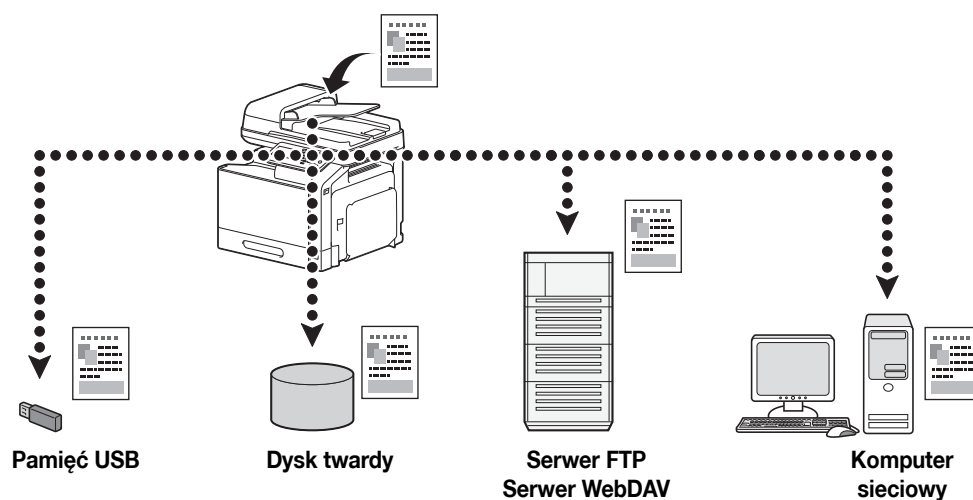 Pamięć USB
Dysk twardy
Serwer FTP
Serwer WebDAV
Komputer
sieciowy